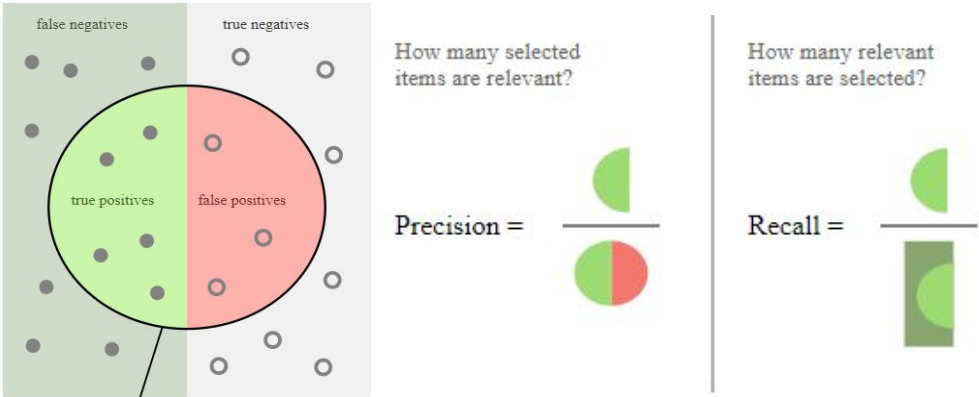 false negatives
true negatives
true positives
false positives
How many selected
items are relevant?
Precision =
How many relevant
items are selected?
Recall =